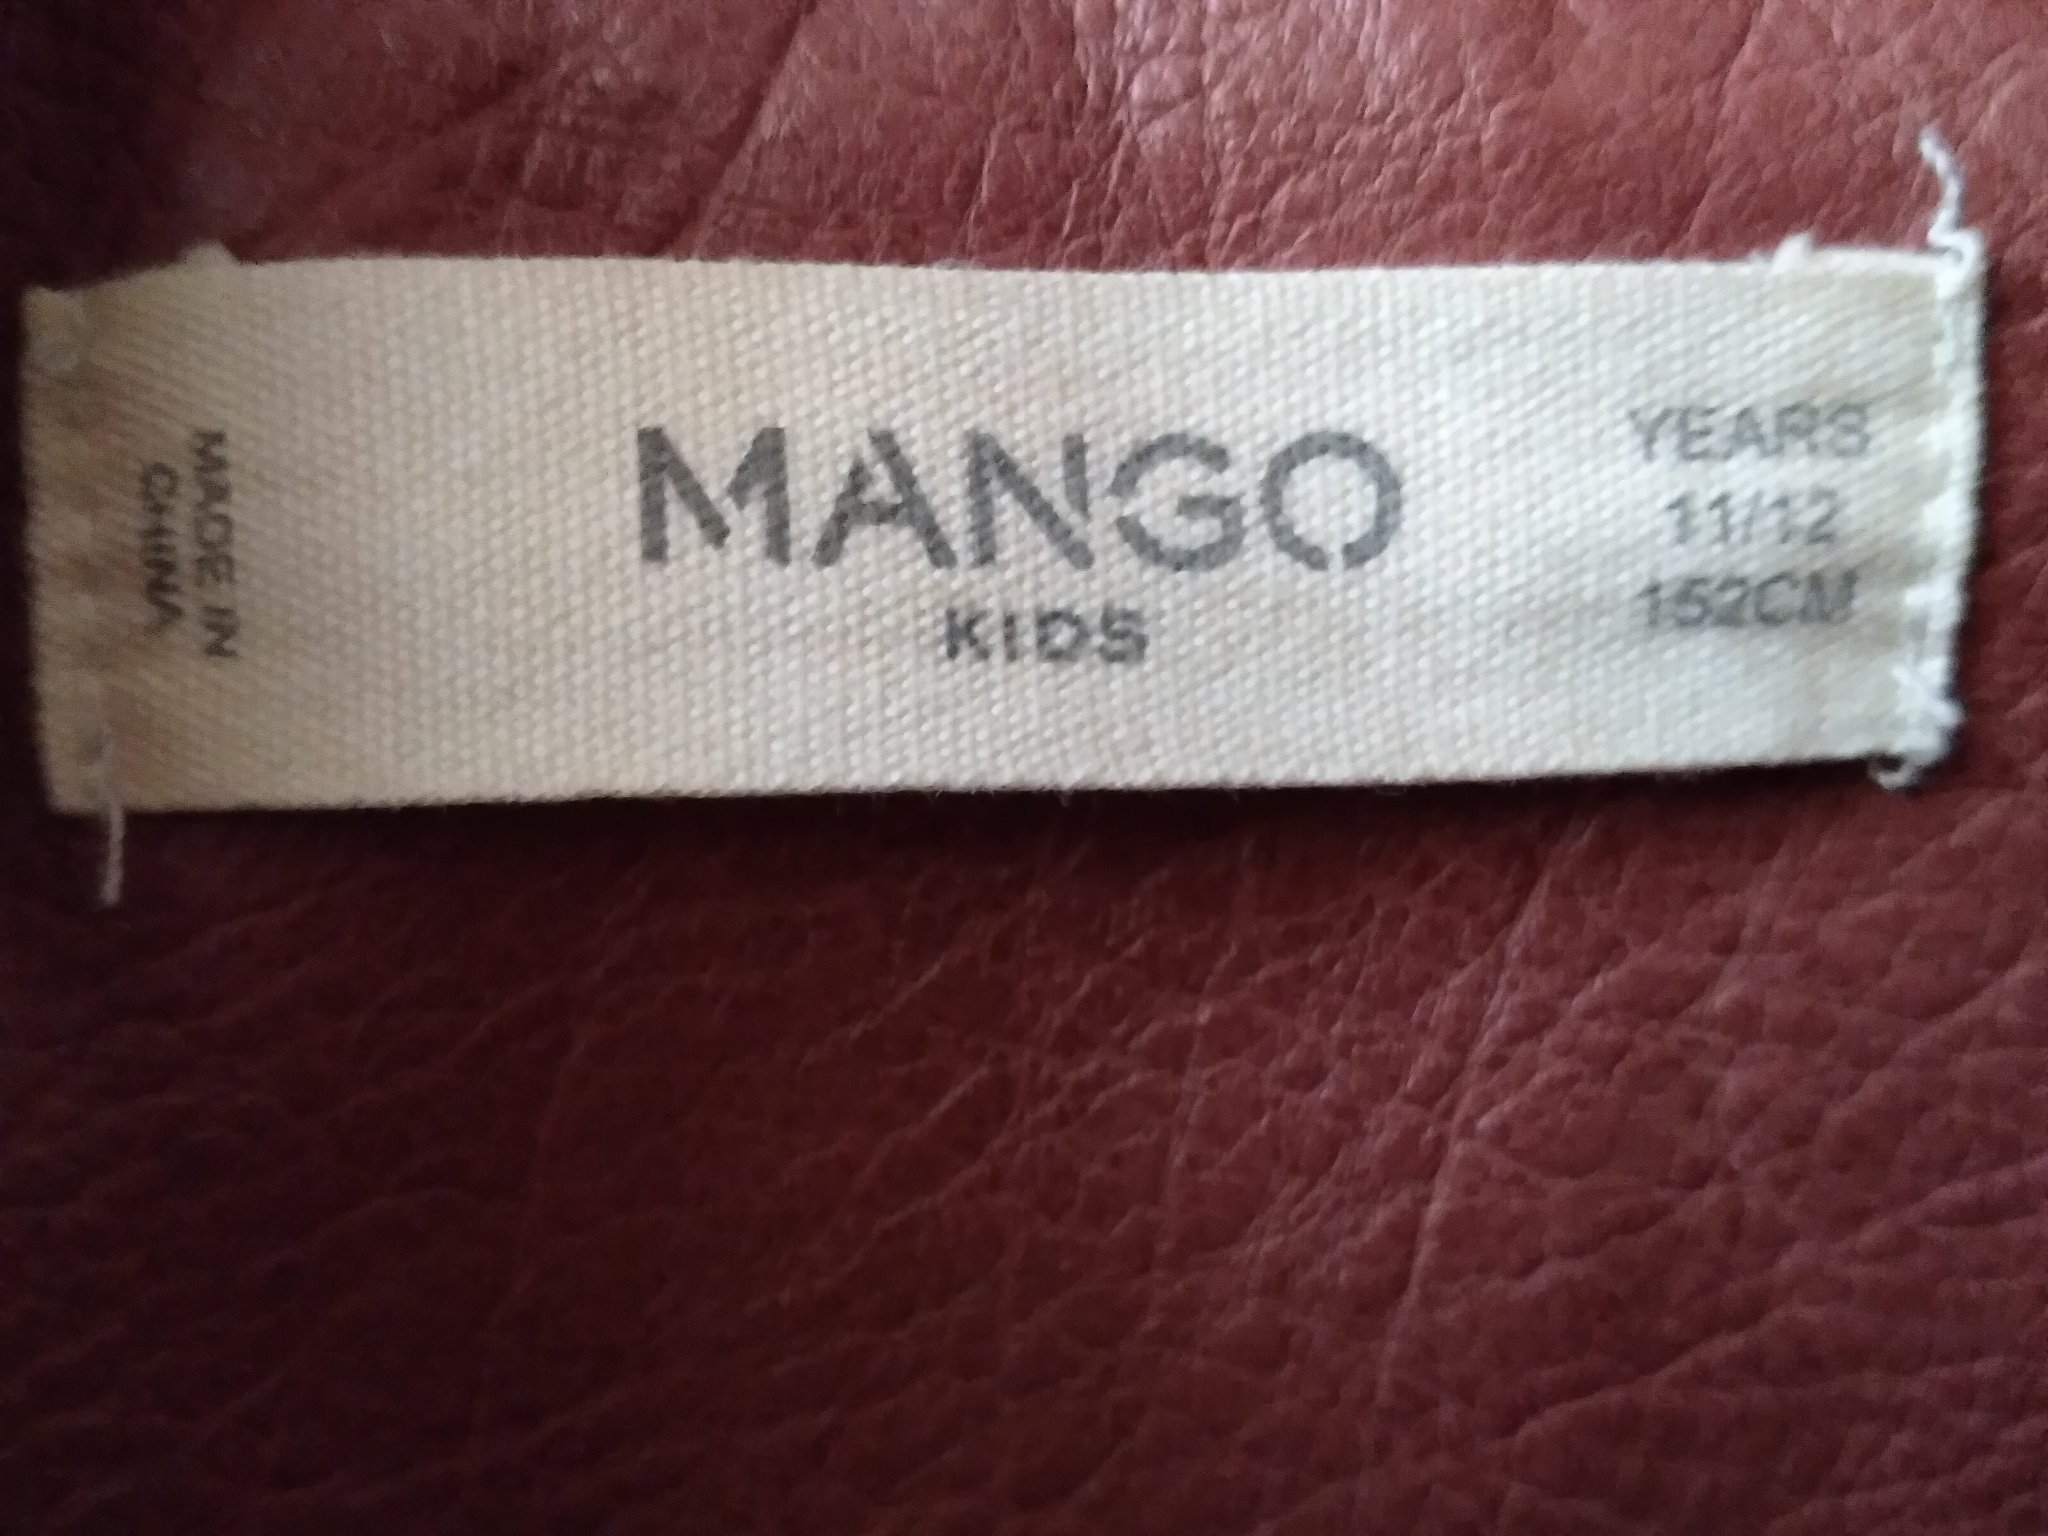 MADE IN
CHINA
MANGO
KIDS
YEARS
11/12
152CM